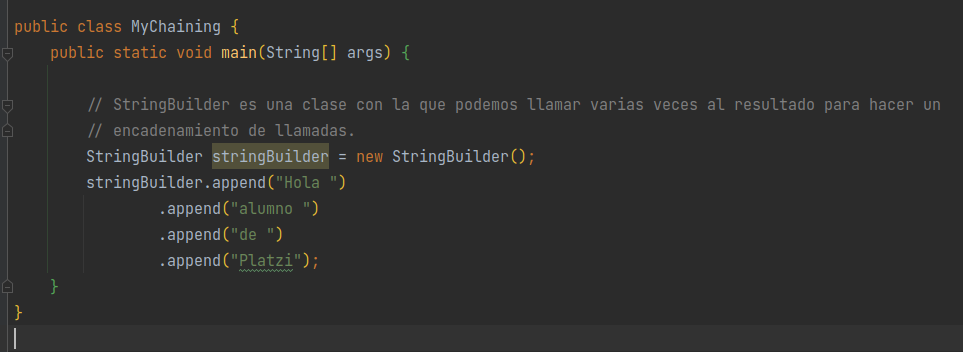 public class MyChaining {
    public static void main(String[] args) {
        // StringBuilder es una clase con la que podemos llamar varias veces al resultado para hacer un
        // encadenamiento de llamadas.
        StringBuilder stringBuilder = new StringBuilder();
        stringBuilder.append("Hola ")
                .append("alumno ")
                .append("de ")
                .append("Platzi");
    }
}